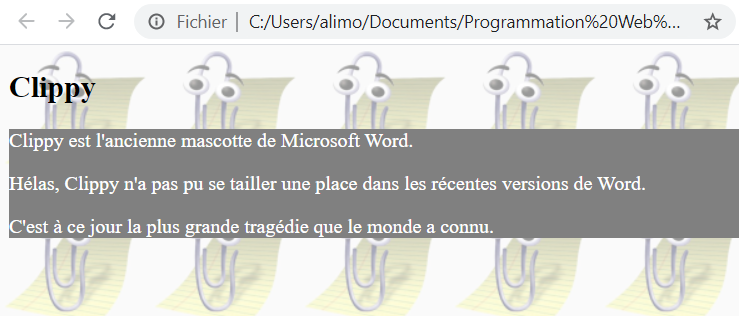 Fichier | C:/Users/alimo/Documents/Programmation%20Web%...
Clippy
Clippy est l'ancienne mascotte de Microsoft Word.
Hélas, Clippy n'a pas pu se tailler une place dans les récentes versions de Word.
C'est à ce jour la plus grande tragédie que le monde a connu.